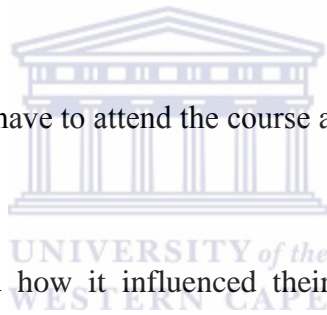 have to attend the course a
UNIVERSITY of the
how it influenced their
WESTERN CAPE